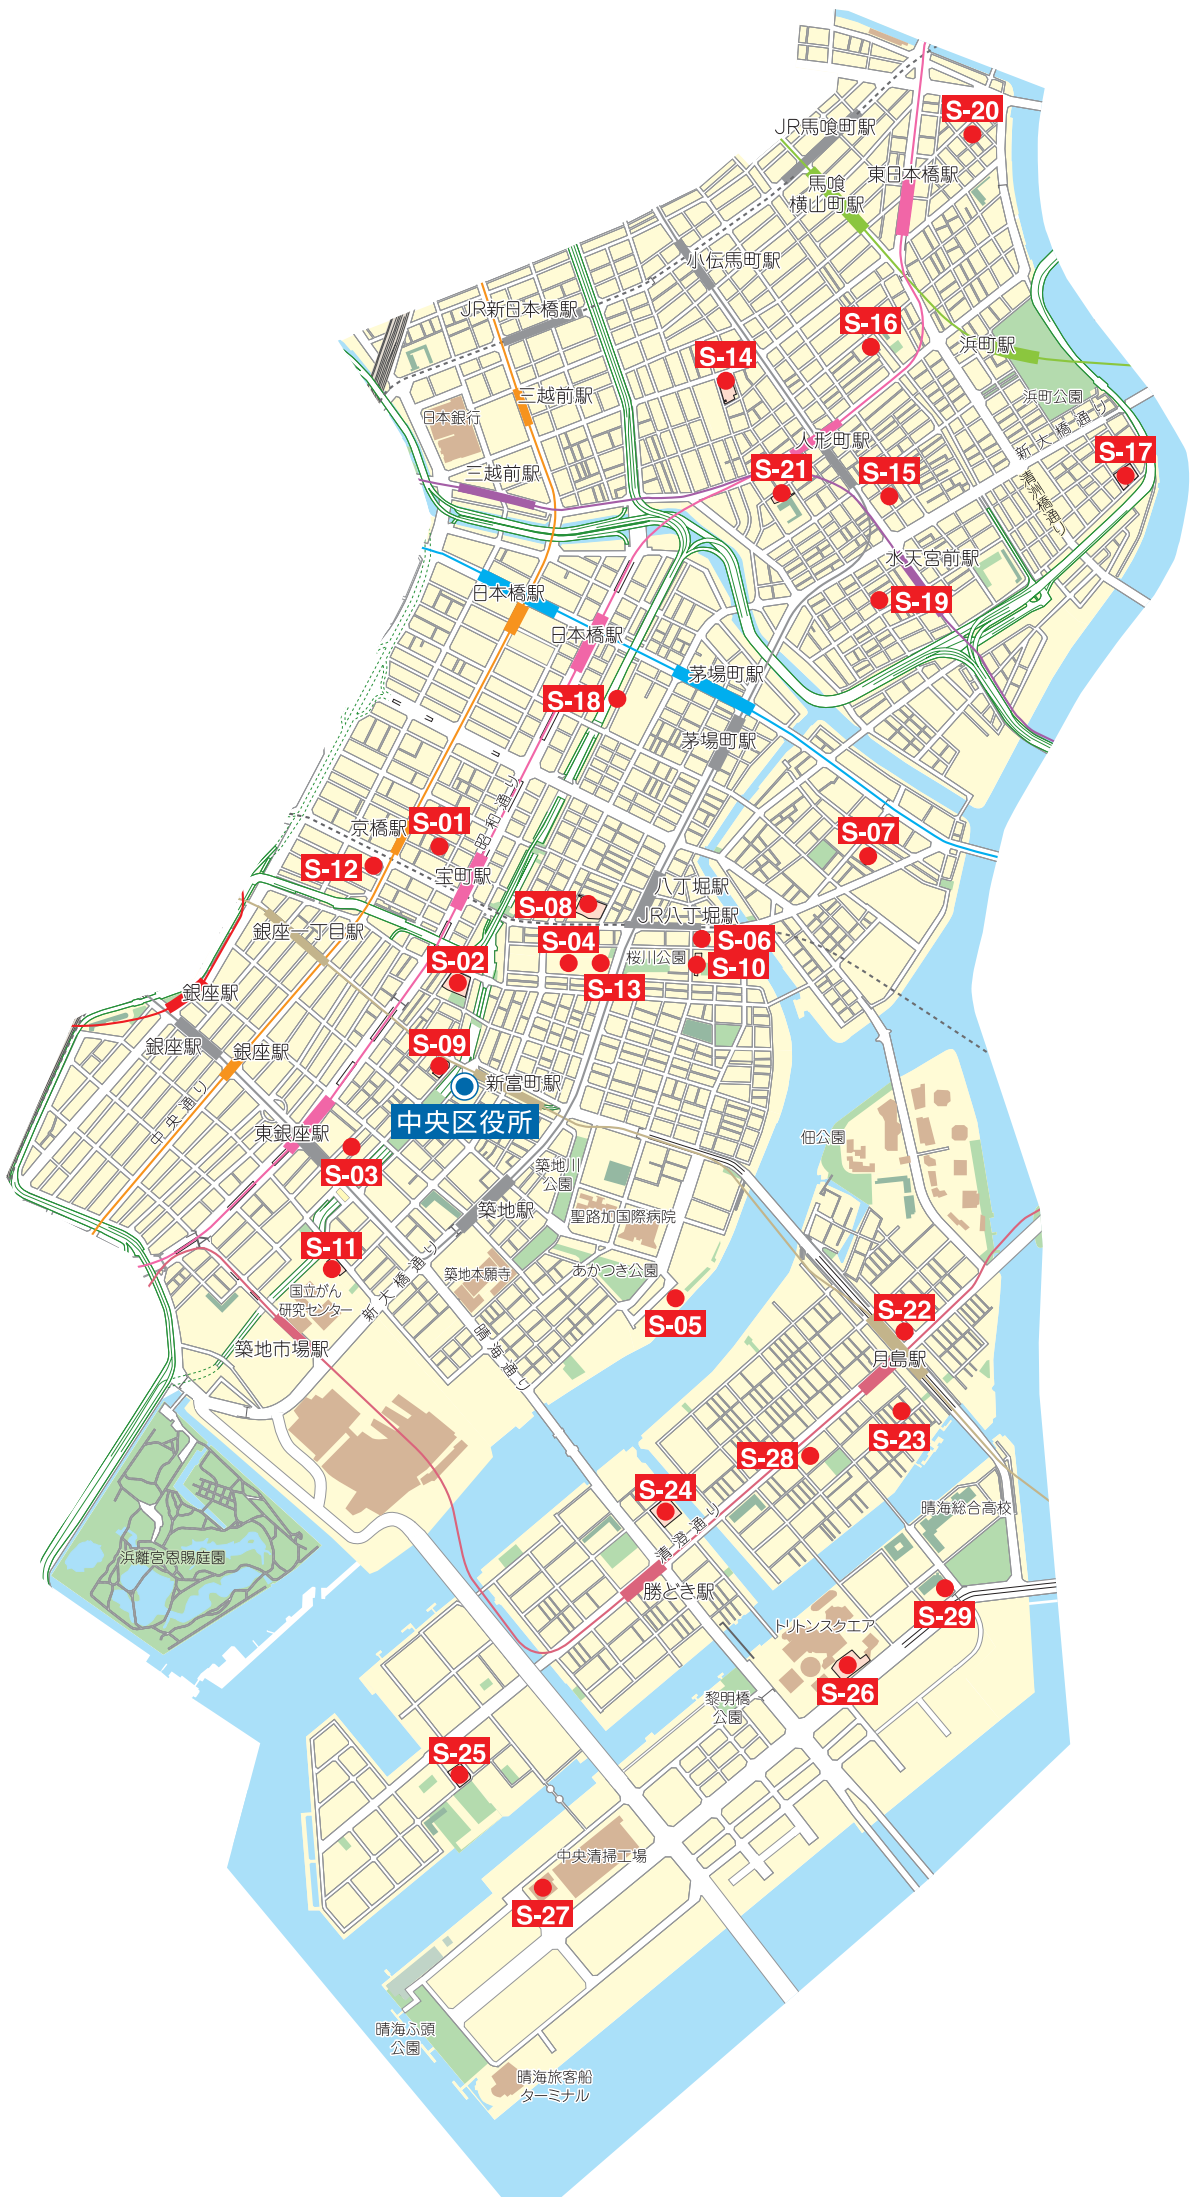 S-20
JR馬喰町駅
東日本橋駅
馬喰
横山町駅
小伝馬町駅
JR新日本橋駅
S-16
浜町駅
S-14
三越前駅
浜町公園
日本銀行
新大橋通り
人形町駅
S-17
三越前駅
S-21
S-15
清洲橋通り
水天宮前駅
日本橋駅
S-19
日本橋駅
茅場町駅
S-18
茅場町駅
昭和通り
京橋駅
S-01
S-07
S-12
宝町駅
八丁堀駅
S-08
JR八丁堀駅
銀座一丁目駅
S-04
S-06
桜川公園
S-02
S-10
S-13
銀座駅
銀座駅
銀座駅
S-09
新富町駅
中央通り
中央区役所
東銀座駅
佃公園
S-03
築地川
公園
築地駅
聖路加国際病院
S-11
新大橋通り
築地本願寺
あかつき公園
国立がん
研究センター
S-05
S-22
晴海通り
築地市場駅
月島駅
S-23
S-28
S-24
晴海総合高校
清澄通り
浜離宮恩賜庭園
勝どき駅
S-29
トリトンスクエア
S-26
黎明橋
公園
S-25
中央清掃工場
S-27
晴海ふ頭
公園
晴海旅客船
ターミナル